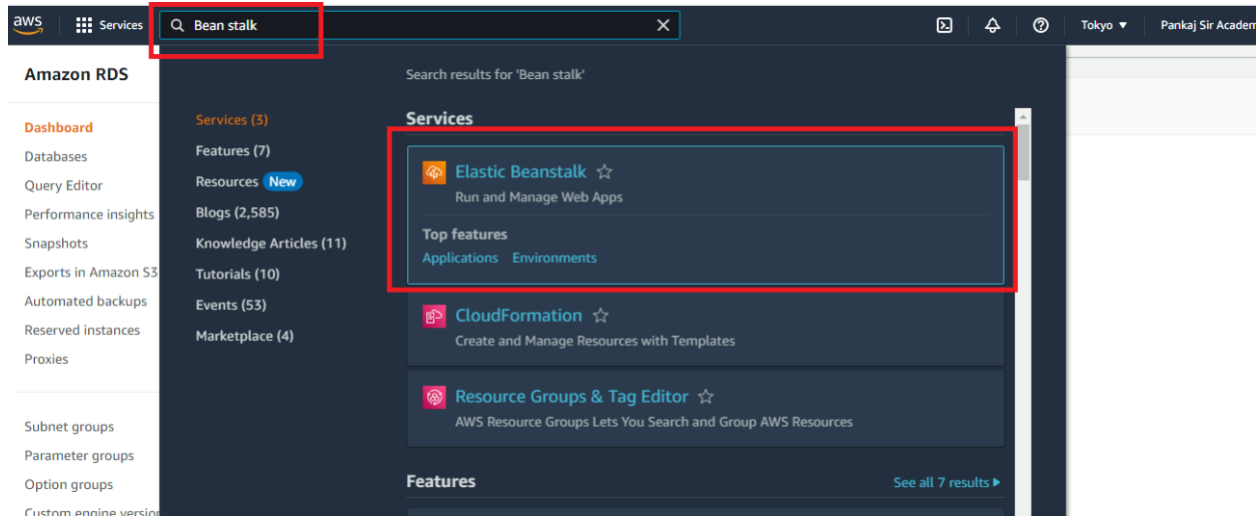 aws Services Bean stalk Tokyo Pankaj Sir Academ
Amazon RDS
Dashboard
Databases
Query Editor
Performance insights
Snapshots
Exports in Amazon S3
Automated backups
Reserved instances
Proxies
Subnet groups
Parameter groups
Option groups
Custom engine version
Services (3)
Features (7)
Resources New
Blogs (2,585)
Knowledge Articles (11)
Tutorials (10)
Events (53)
Marketplace (4)
Search results for 'Bean stalk'
Services
Elastic Beanstalk
Run and Manage Web Apps
Top features
Applications Environments
CloudFormation
Create and Manage Resources with Templates
Resource Groups & Tag Editor
AWS Resource Groups Lets You Search and Group AWS Resources
Features See all 7 results